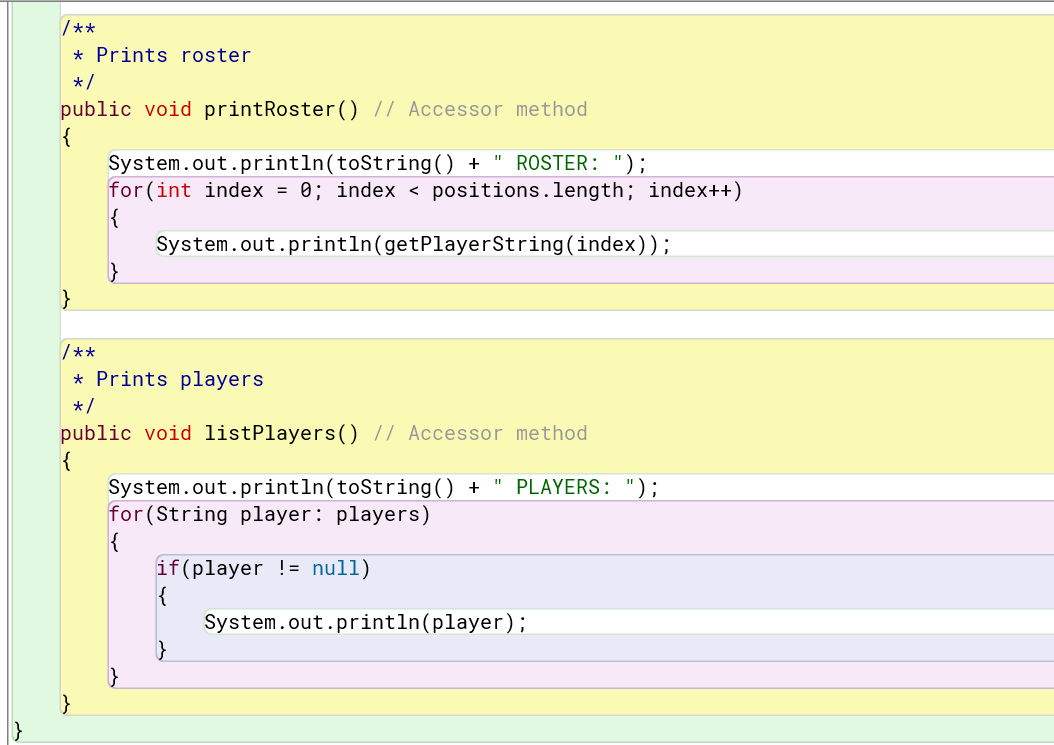 /**
 * Prints roster
 */
public void printRoster() // Accessor method
{
    System.out.println(toString() + " ROSTER: ");
    for(int index = 0; index < positions.length; index++)
    {
        System.out.println(getPlayerString(index));
    }
}
/**
 * Prints players
 */
public void listPlayers() // Accessor method
{
    System.out.println(toString() + " PLAYERS: ");
    for(String player: players)
    {
        if(player != null)
        {
            System.out.println(player);
        }
    }
}
}